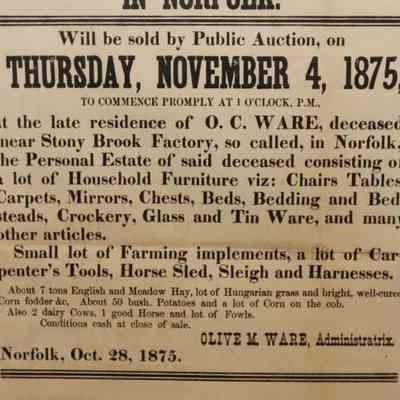 IN NORFOLK.
Will be sold by Public Auction, on
THURSDAY, NOVEMBER 4, 1875,
TO COMMENCE PROMPLY AT 1 O'CLOCK, P.M.,
At the late residence of O. C. WARE, deceased
near Stony Brook Factory, so called, in Norfolk,
the Personal Estate of said deceased consisting of
a lot of Household Furniture viz: Chairs Tables
Carpets, Mirrors, Chests, Beds, Bedding and Bed
steads, Crockery, Glass and Tin Ware, and many
other articles.
Small lot of Farming implements, a lot of Car
penter's Tools, Horse Sled, Sleigh and Harnesses.
About 7 tons English and Meadow Hay, lot of Hungarian grass and bright, well-cured
Corn fodder &c. About 50 bush. Potatoes and a lot of Corn on the cob.
Also 2 dairy Cows, 1 good Horse and lot of Fowls.
Conditions cash at close of sale.
OLIVE M. WARE, Administratrix.
Norfolk, Oct. 28, 1875.